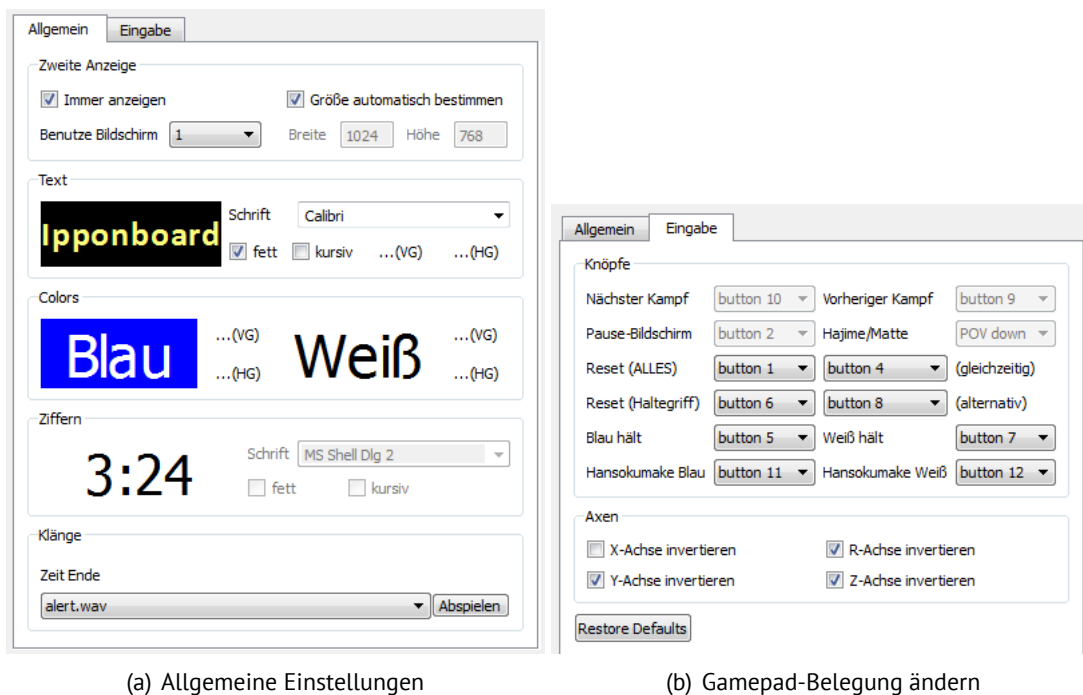 Allgemein Eingabe
Zweite Anzeige
Immer anzeigen Größe automatisch bestimmen
Benutze Bildschirm 1 Breite 1024 Höhe 768
Text
Ipponboard Schrift Calibri
fett kursiv ...(VG) ...(HG)
Colors
Blau ...(VG) Weiß ...(VG)
...(HG) ...(HG)
Ziffern
3:24 Schrift MS Shell Dlg 2
fett kursiv
Klänge
Zeit Ende
alert.wav Abspielen
(a) Allgemeine Einstellungen
Allgemein Eingabe
Knöpfe
Nächster Kampf button 10 Vorheriger Kampf button 9
Pause-Bildschirm button 2 Hajime/Matte POV down
Reset (ALLES) button 1 button 4 (gleichzeitig)
Reset (Haltegriff) button 6 button 8 (alternativ)
Blau hält button 5 Weiß hält button 7
Hansokumake Blau button 11 Hansokumake Weiß button 12
Axen
X-Achse invertieren R-Achse invertieren
Y-Achse invertieren Z-Achse invertieren
Restore Defaults
(b) Gamepad-Belegung ändern